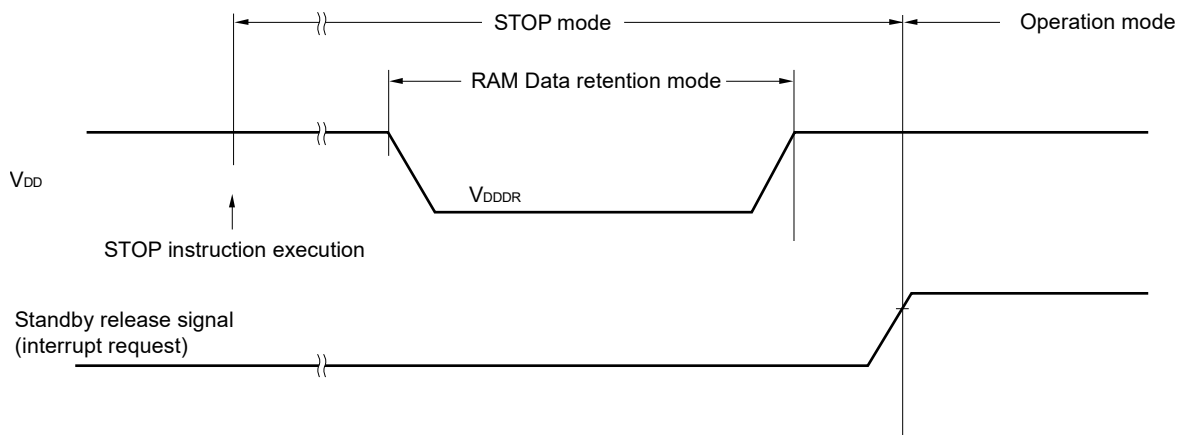 STOP mode
Operation mode
RAM Data retention mode
VDD
VDDDR
STOP instruction execution
Standby release signal
(interrupt request)